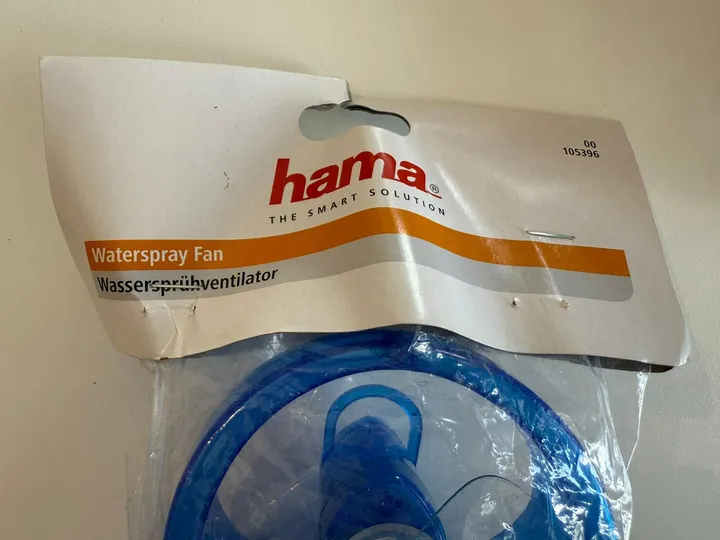 00
105396
hama®
THE SMART SOLUTION
Waterspray Fan
Wassersprühventilator